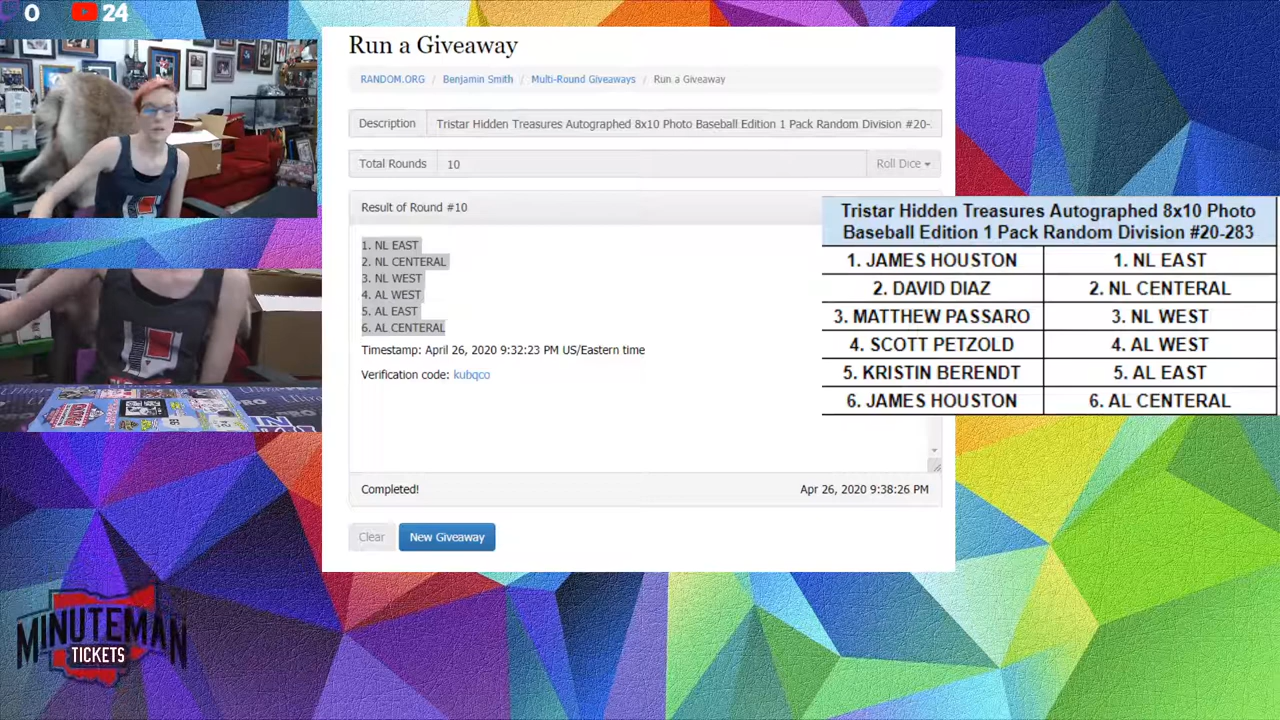 0 24
Run a Giveaway
RANDOM.ORG / Benjamin Smith / Multi-Round Giveaways / Run a Giveaway
Description Tristar Hidden Treasures Autographed 8x10 Photo Baseball Edition 1 Pack Random Division #20-
Total Rounds 10 Roll Dice
Result of Round #10
1. NL EAST
2. NL CENTERAL
3. NL WEST
4. AL WEST
5. AL EAST
6. AL CENTERAL
Timestamp: April 26, 2020 9:32:23 PM US/Eastern time
Verification code: kubqco
Completed! Apr 26, 2020 9:38:26 PM
Clear New Giveaway
Tristar Hidden Treasures Autographed 8x10 Photo
Baseball Edition 1 Pack Random Division #20-283
1. JAMES HOUSTON 1. NL EAST
2. DAVID DIAZ 2. NL CENTERAL
3. MATTHEW PASSARO 3. NL WEST
4. SCOTT PETZOLD 4. AL WEST
5. KRISTIN BERENDT 5. AL EAST
6. JAMES HOUSTON 6. AL CENTERAL
MINUTEMAN
TICKETS